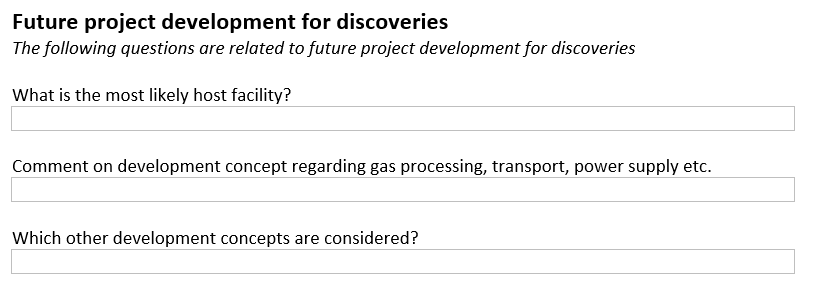 Future project development for discoveries
The following questions are related to future project development for discoveries
What is the most likely host facility?
Comment on development concept regarding gas processing, transport, power supply etc.
Which other development concepts are considered?